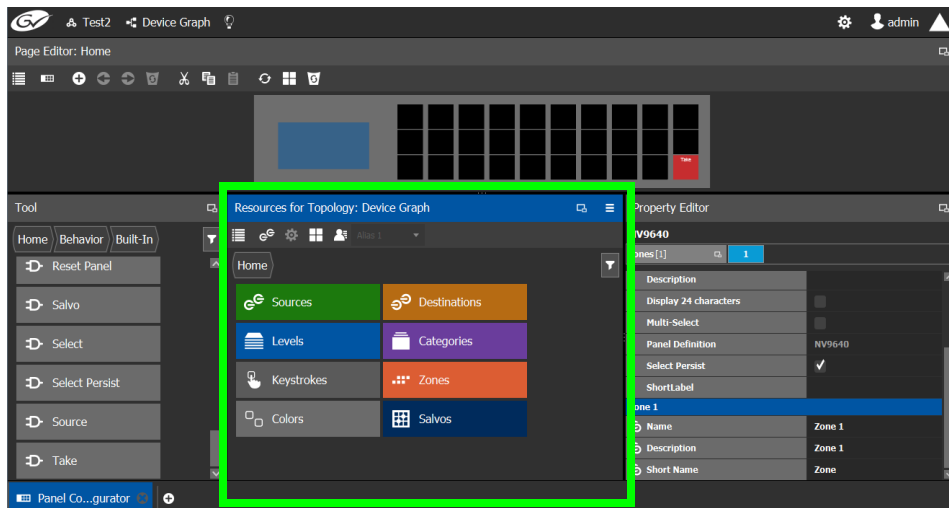 GV Test2 Device Graph admin
Page Editor: Home
Time
Tool
Home Behavior Built-In
Reset Panel
Salvo
Select
Select Persist
Source
Take
Resources for Topology: Device Graph
Alias 1
Home
Sources Destinations
Levels Categories
Keystrokes Zones
Colors Salvos
Property Editor
NV9640
ones [1] 1
Description
Display 24 characters
Multi-Select
Panel Definition NV9640
Select Persist
ShortLabel
one 1
Name Zone 1
Description Zone 1
Short Name Zone
Panel Co...gurator